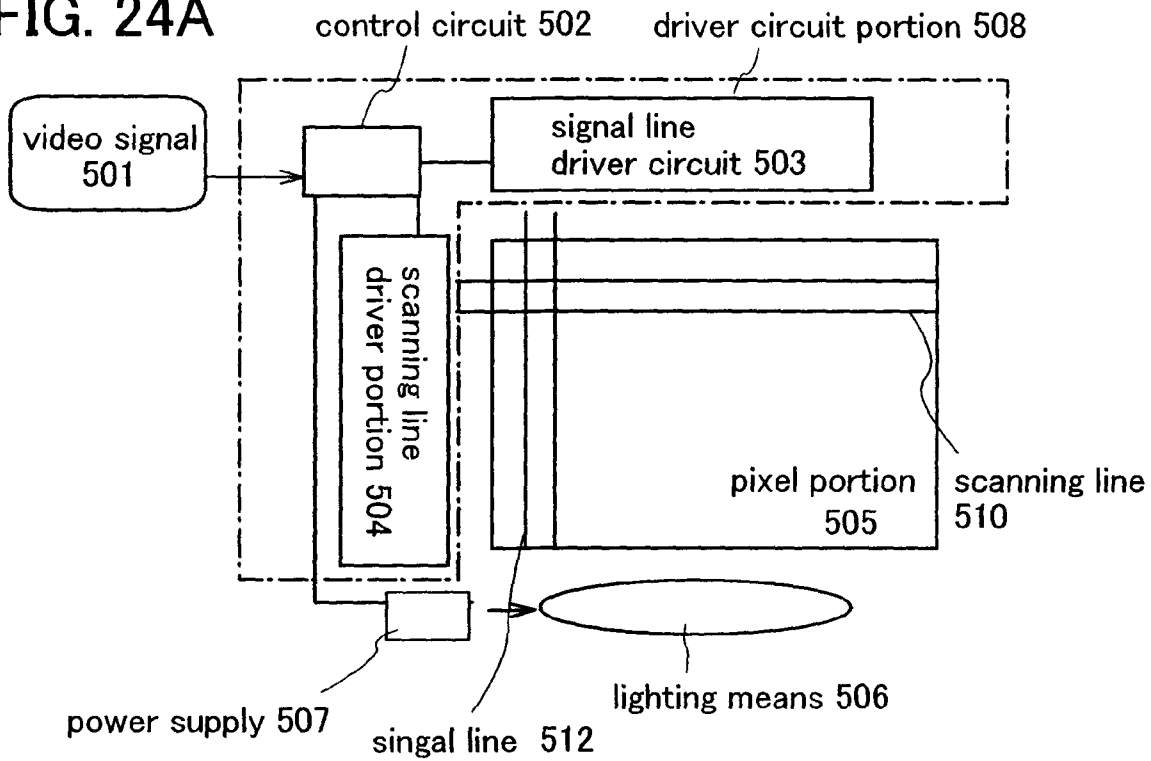 FIG. 24A
control circuit 502
driver circuit portion 508
video signal
501
signal line
driver circuit 503
scanning line
driver portion 504
pixel portion
505
scanning line
510
lighting means 506
power supply 507
singal line 512